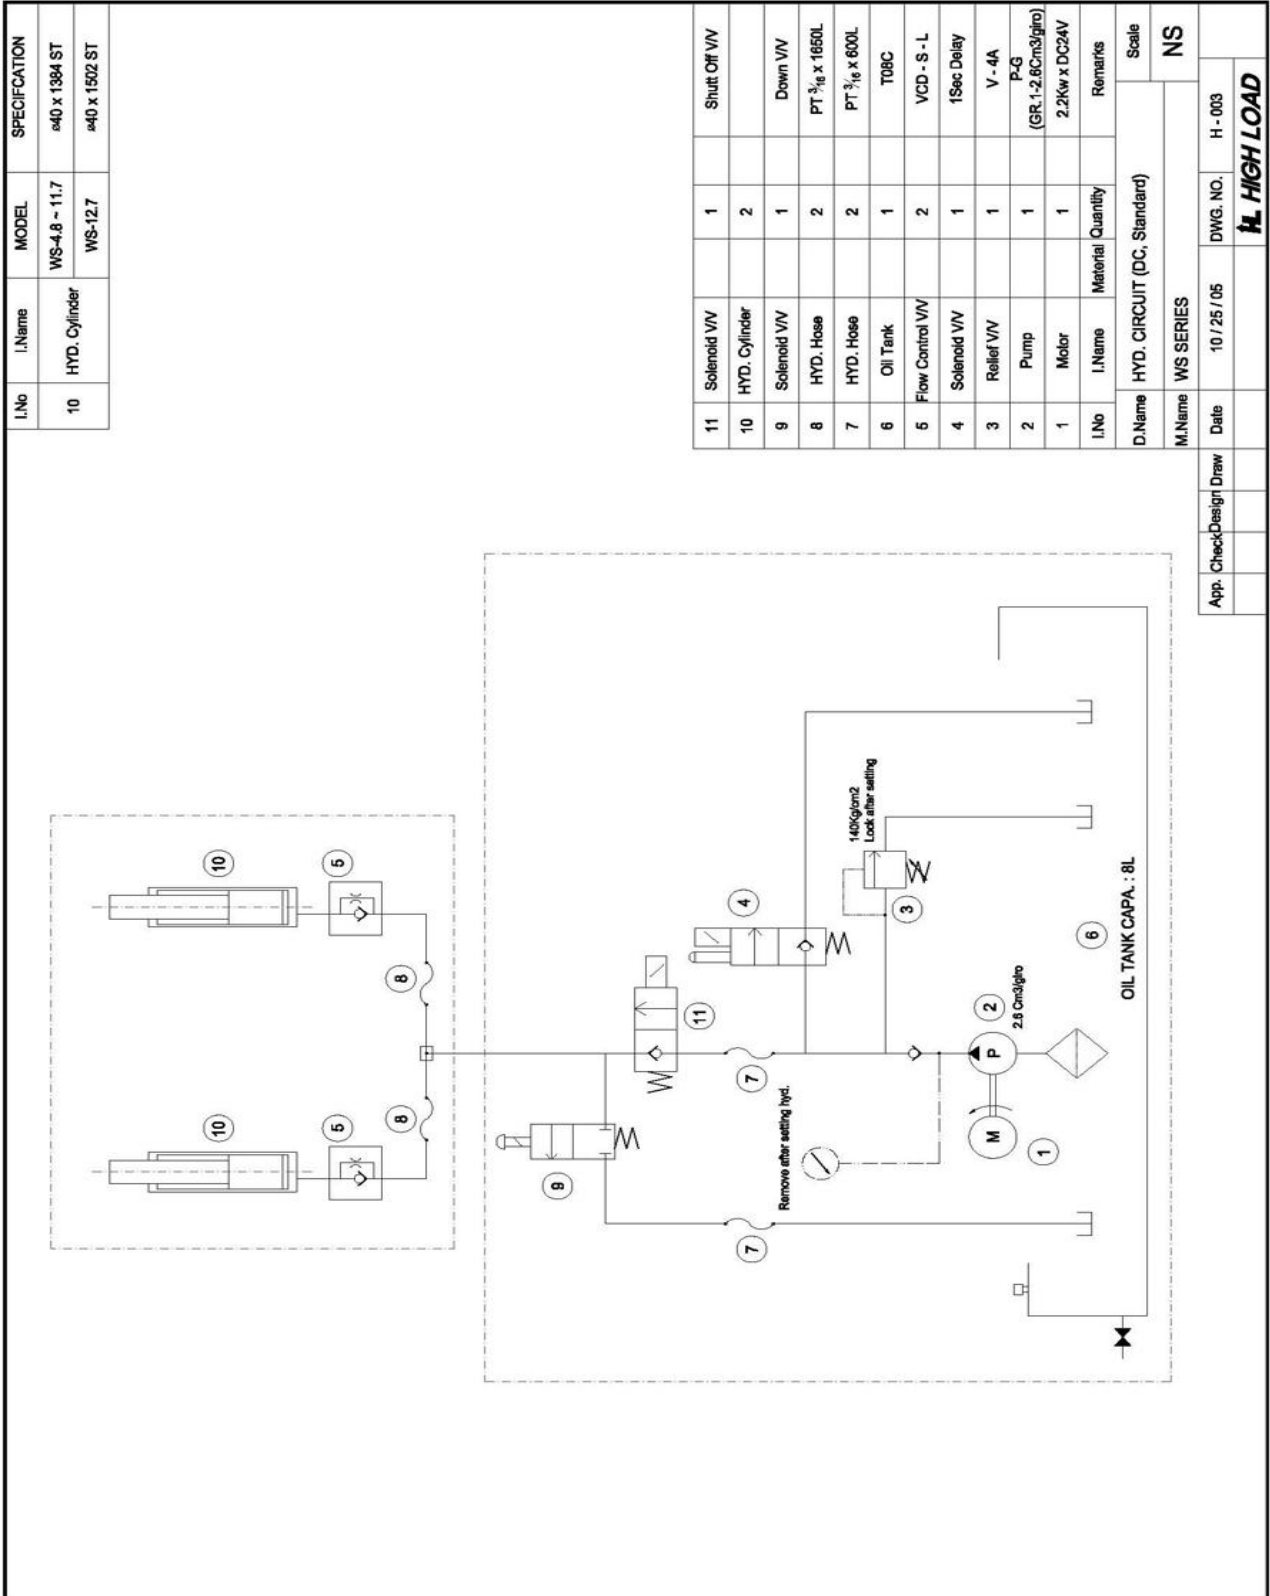 I.No I.Name MODEL SPECIFCATION
10 HYD. Cylinder WS-4.8 ~ 11.7 ø40 x 1384 ST
WS-12.7 ø40 x 1502 ST
10
10
5
5
8
8
9
11
4
7
7
Remove after setting hyd.
140Kg/cm2
Lock after setting
3
M
P
1
2
2.6 Cm3/giro
6
OIL TANK CAPA. : 8L
11 Solenoid V/V 1 Shutt Off V/V
10 HYD. Cylinder 2
9 Solenoid V/V 1 Down V/V
8 HYD. Hose 2 PT 3/16 x 1650L
7 HYD. Hose 2 PT 3/16 x 600L
6 Oil Tank 1 T08C
5 Flow Control V/V 2 VCD - S - L
4 Solenoid V/V 1 1Sec Delay
3 Relief V/V 1 V - 4A
2 Pump 1 P-G
(GR.1-2.6Cm3/giro)
1 Motor 1 2.2Kw x DC24V
I.No I.Name Material Quantity Remarks
D.Name HYD. CIRCUIT (DC, Standard) Scale
M.Name WS SERIES NS
App. Check Design Draw Date 10 / 25 / 05 DWG. NO. H - 003
HL HIGH LOAD